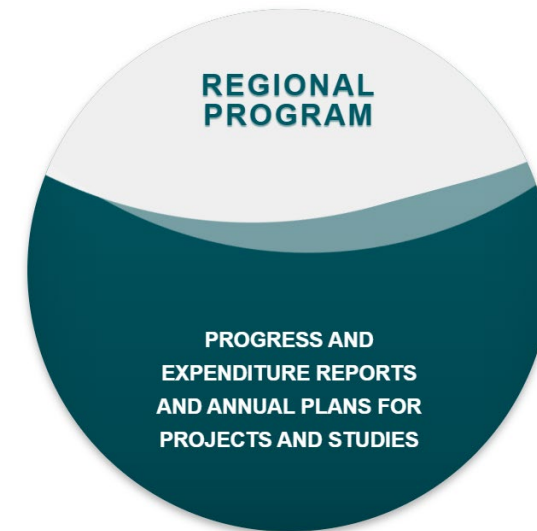 REGIONAL
PROGRAM
PROGRESS AND
EXPENDITURE REPORTS
AND ANNUAL PLANS FOR
PROJECTS AND STUDIES